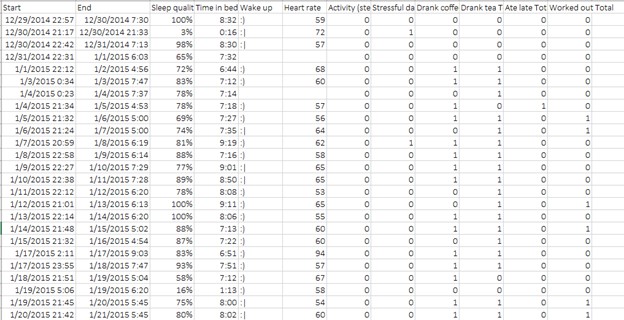 Start End Sleep qualit Time in bed Wake up Heart rate Activity (ste Stressful da Drank coffe Drank tea T Ate late Tot Worked out Total
12/29/2014 22:57 12/30/2014 7:30 100% 8:32 :) 59 0 0 0 0 0 0
12/30/2014 21:17 12/30/2014 21:33 3% 0:16 :| 72 0 1 0 0 0 0
12/30/2014 22:42 12/31/2014 7:13 98% 8:30 :| 57 0 0 0 0 0 0
12/31/2014 22:31 1/1/2015 6:03 65% 7:32 0 0 0 0 0 0
1/1/2015 22:12 1/2/2015 4:56 72% 6:44 :) 68 0 0 1 1 0 0
1/3/2015 0:34 1/3/2015 7:47 83% 7:12 :) 60 0 0 1 1 0 0
1/4/2015 0:23 1/4/2015 7:37 78% 7:14 0 0 0 1 0 0
1/4/2015 21:34 1/5/2015 4:53 78% 7:18 :) 57 0 0 1 0 1 0
1/5/2015 21:32 1/6/2015 5:00 69% 7:27 :) 56 0 0 1 1 0 1
1/6/2015 21:24 1/7/2015 5:00 74% 7:35 :| 64 0 0 0 1 0 1
1/7/2015 20:59 1/8/2015 6:19 81% 9:19 :) 62 0 1 1 1 0 0
1/8/2015 22:58 1/9/2015 6:14 88% 7:16 :) 58 0 0 1 1 0 0
1/9/2015 22:27 1/10/2015 7:29 77% 9:01 :| 65 0 0 0 1 0 0
1/10/2015 22:38 1/11/2015 7:28 89% 8:50 :| 65 0 0 1 1 0 0
1/11/2015 22:12 1/12/2015 6:20 78% 8:08 :) 53 0 0 0 1 0 0
1/12/2015 21:01 1/13/2015 6:13 100% 9:11 :) 65 0 0 0 1 0 1
1/13/2015 22:14 1/14/2015 6:20 100% 8:06 :) 55 0 0 1 1 0 0
1/14/2015 21:48 1/15/2015 5:02 88% 7:13 :) 60 0 0 1 1 0 1
1/15/2015 21:32 1/16/2015 4:54 87% 7:22 :) 60 0 0 0 1 0 0
1/17/2015 2:11 1/17/2015 9:03 83% 6:51 :) 94 0 0 1 1 0 0
1/17/2015 23:55 1/18/2015 7:47 93% 7:51 :) 57 0 0 1 1 0 0
1/18/2015 21:51 1/19/2015 5:04 58% 7:12 :) 67 0 0 1 0 0 0
1/19/2015 5:06 1/19/2015 6:20 16% 1:13 :) 58 0 0 0 0 0 0
1/19/2015 21:45 1/20/2015 5:45 75% 8:00 :| 54 0 0 1 1 0 1
1/20/2015 21:42 1/21/2015 5:45 80% 8:02 :| 60 0 0 1 1 0 1